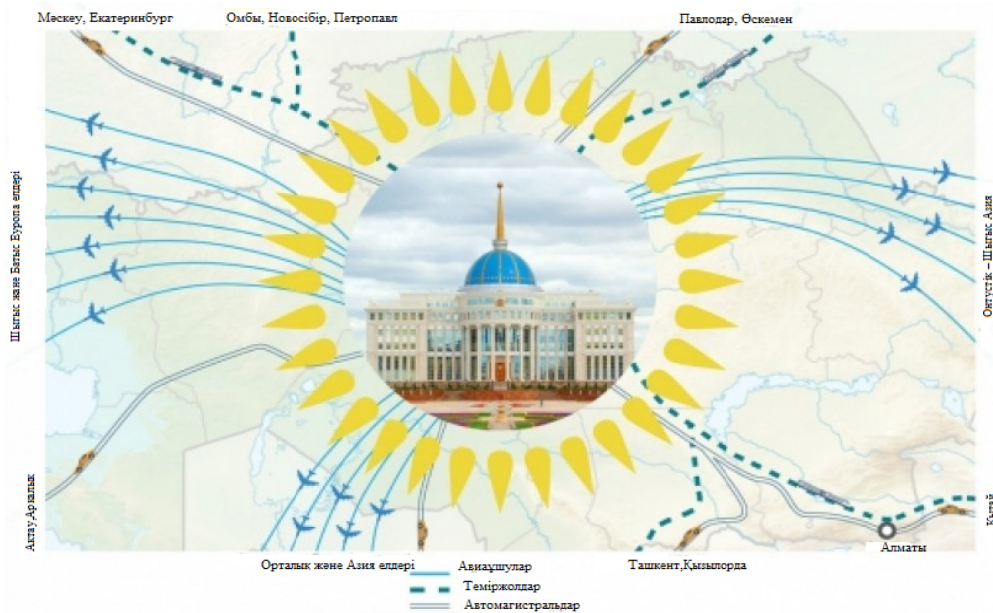 Мәскеу, Екатеринбург
Омбы, Новосібір, Петропавл
Павлодар, Өскемен
Шығыс және Батыс Еуропа елдері
Оңтүстік – Шығыс Азия
Ақтау,Арқалық
Қытай
Алматы
Орталық және Азия елдері
Ташкент,Қызылорда
Авиаұшулар
Теміржолдар
Автомагистральдар